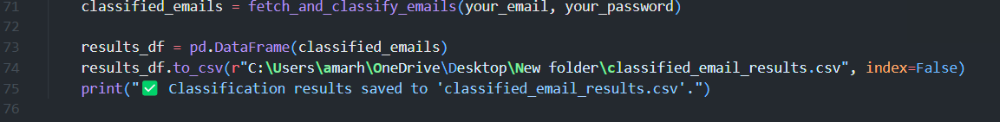 71 classified_emails = fetch_and_classify_emails(your_email, your_password)
72
73 results_df = pd.DataFrame(classified_emails)
74 results_df.to_csv(r"C:\Users\amarh\OneDrive\Desktop\New folder\classified_email_results.csv", index=False)
75 print("✅ Classification results saved to 'classified_email_results.csv'.")
76